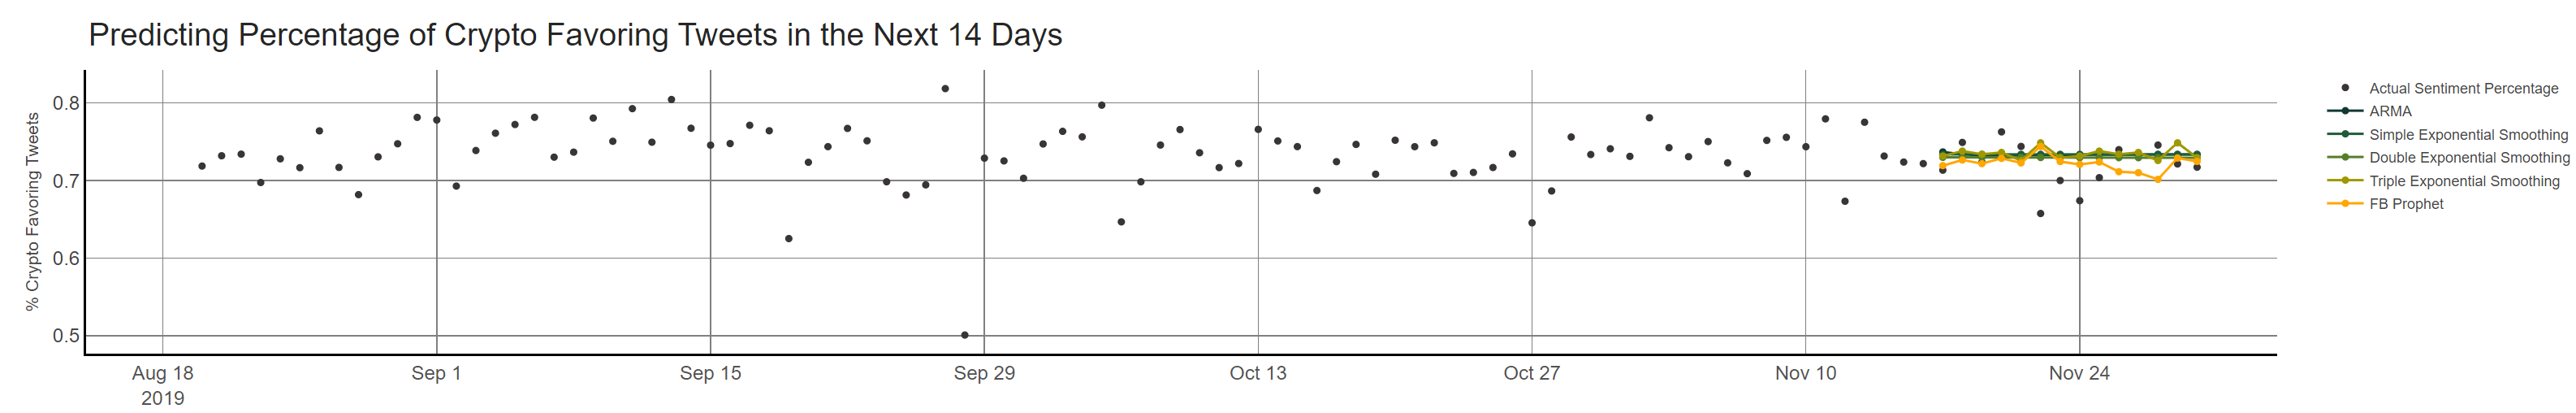 Predicting Percentage of Crypto Favoring Tweets in the Next 14 Days
% Crypto Favoring Tweets
0.8
0.7
0.6
0.5
Aug 18
2019
Sep 1
Sep 15
Sep 29
Oct 13
Oct 27
Nov 10
Nov 24
Actual Sentiment Percentage
ARMA
Simple Exponential Smoothing
Double Exponential Smoothing
Triple Exponential Smoothing
FB Prophet